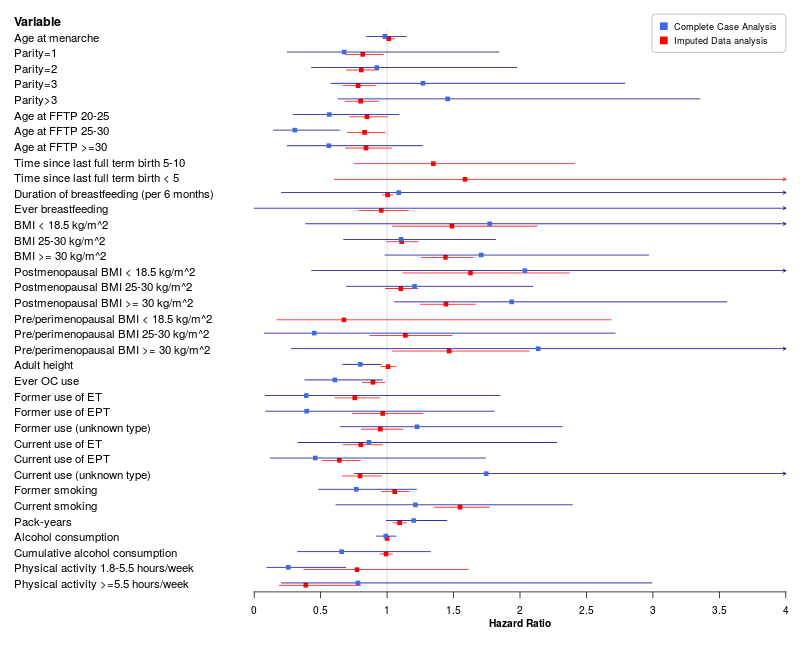 Variable
Complete Case Analysis
Imputed Data analysis
Age at menarche
Parity=1
Parity=2
Parity=3
Parity>3
Age at FFTP 20-25
Age at FFTP 25-30
Age at FFTP >=30
Time since last full term birth 5-10
Time since last full term birth < 5
Duration of breastfeeding (per 6 months)
Ever breastfeeding
BMI < 18.5 kg/m^2
BMI 25-30 kg/m^2
BMI >= 30 kg/m^2
Postmenopausal BMI < 18.5 kg/m^2
Postmenopausal BMI 25-30 kg/m^2
Postmenopausal BMI >= 30 kg/m^2
Pre/perimenopausal BMI < 18.5 kg/m^2
Pre/perimenopausal BMI 25-30 kg/m^2
Pre/perimenopausal BMI >= 30 kg/m^2
Adult height
Ever OC use
Former use of ET
Former use of EPT
Former use (unknown type)
Current use of ET
Current use of EPT
Current use (unknown type)
Former smoking
Current smoking
Pack-years
Alcohol consumption
Cumulative alcohol consumption
Physical activity 1.8-5.5 hours/week
Physical activity >=5.5 hours/week
0 0.5 1 1.5 2 2.5 3 3.5 4
Hazard Ratio